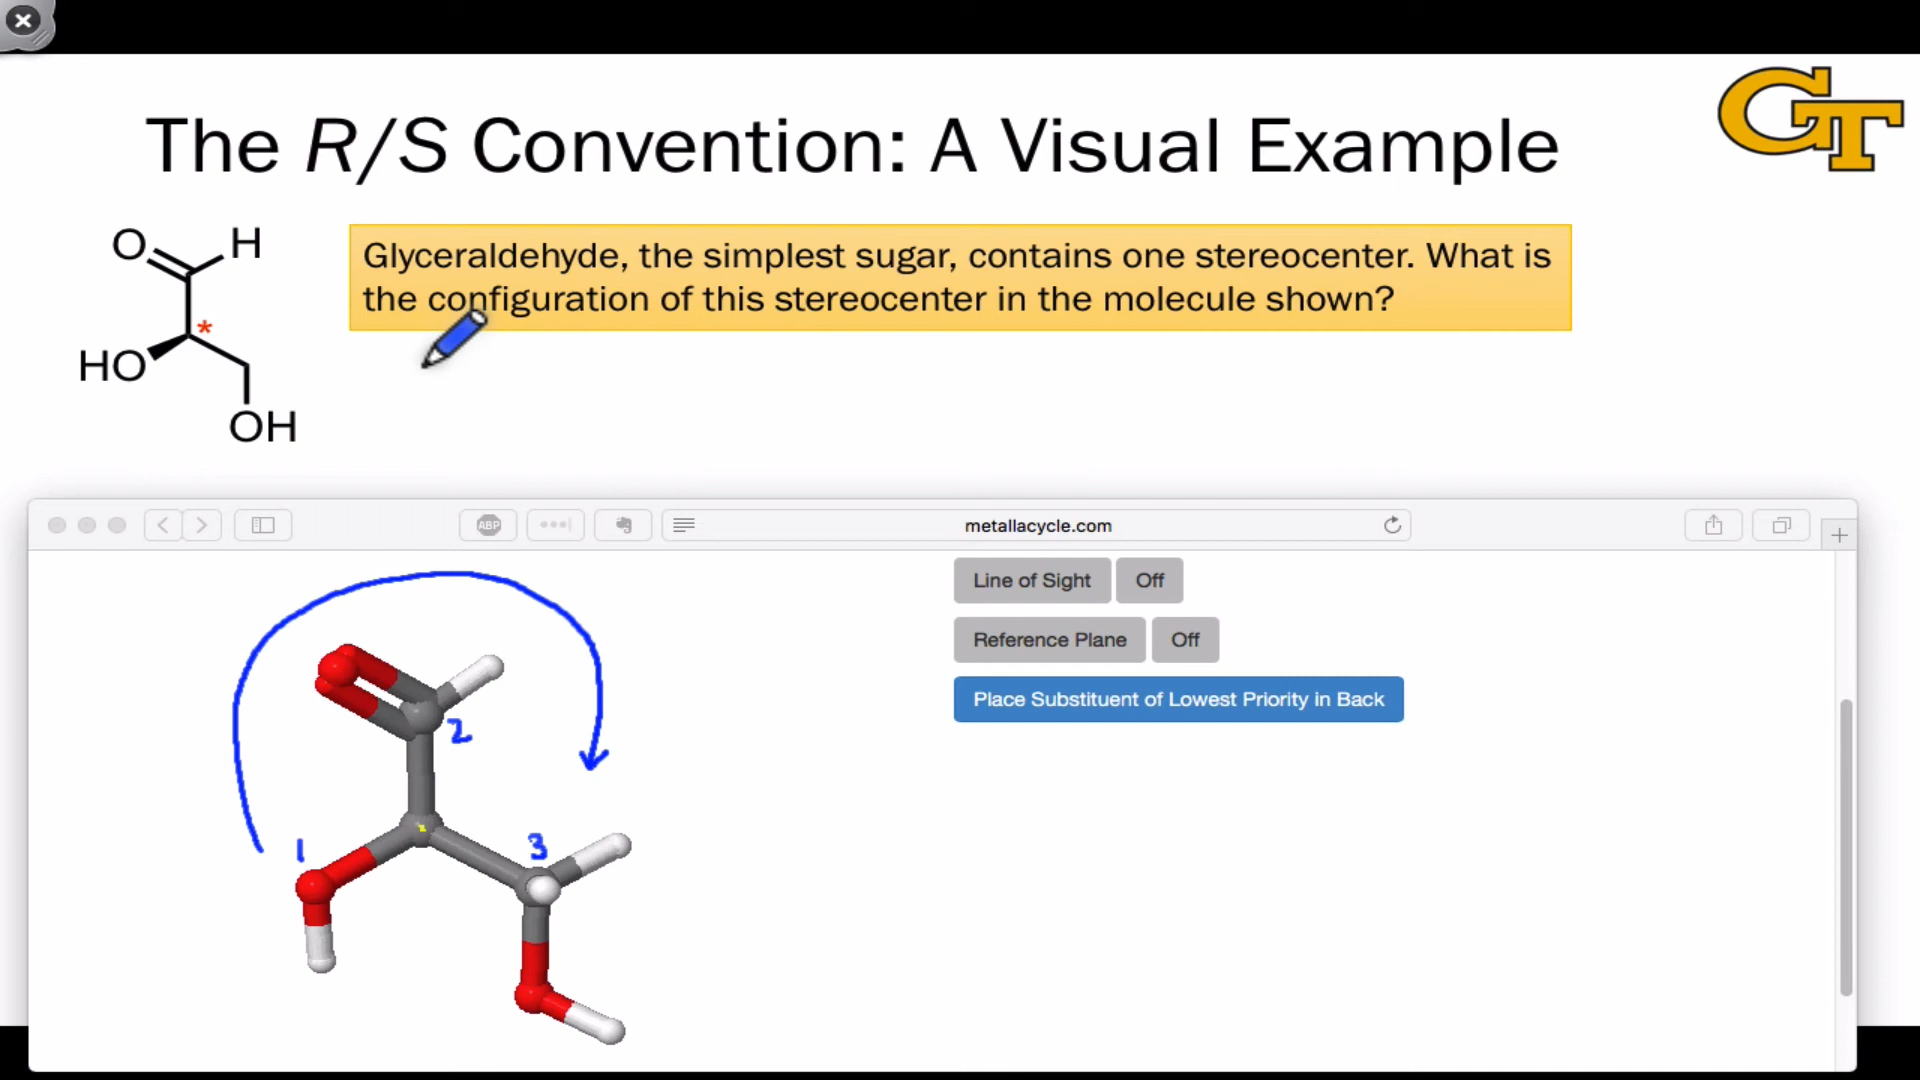 The R/S Convention: A Visual Example
GT
O H
Glyceraldehyde, the simplest sugar, contains one stereocenter. What is
the configuration of this stereocenter in the molecule shown?
*
HO
OH
ABP
metallacycle.com
Line of Sight Off
Reference Plane Off
Place Substituent of Lowest Priority in Back
2
1
3